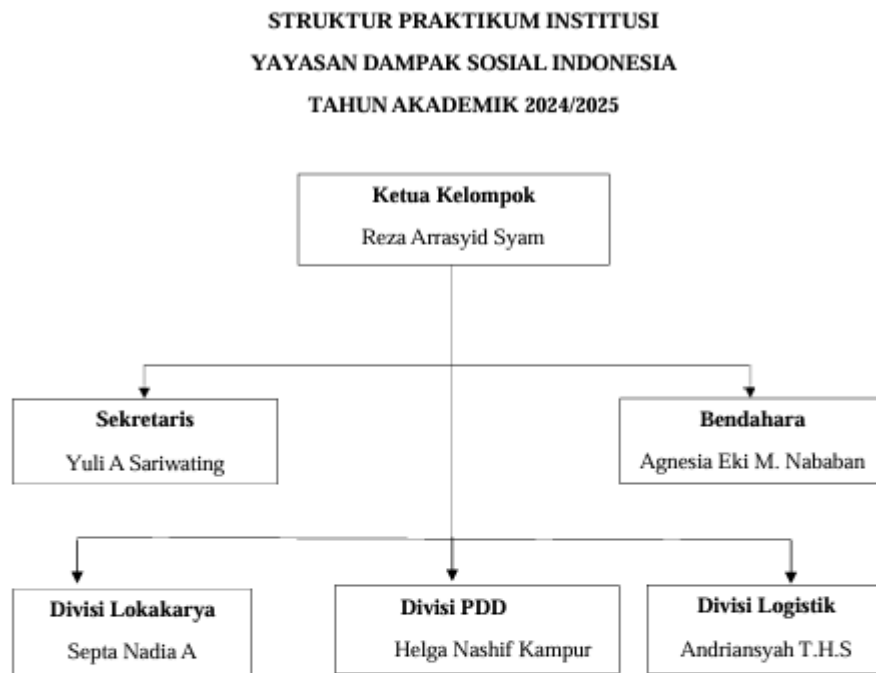 STRUKTUR PRAKTIKUM INSTITUSI
YAYASAN DAMPAK SOSIAL INDONESIA
TAHUN AKADEMIK 2024/2025
Ketua Kelompok
Reza Arrasyid Syam
Sekretaris
Yuli A Sariwating
Bendahara
Agnesia Eki M. Nababan
Divisi Lokakarya
Septa Nadia A
Divisi PDD
Helga Nashif Kampur
Divisi Logistik
Andriansyah T.H.S